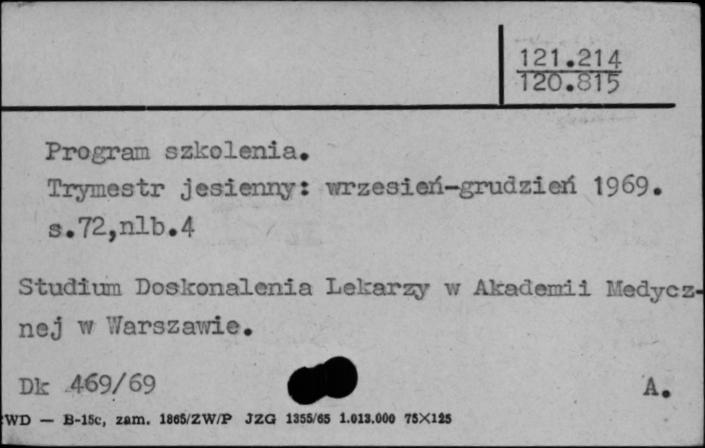 121.214
120.815
Program szkolenia.
Trymestr jesienny: wrzesień-grudzień 1969.
s.72,nlb.4
Studium Doskonalenia Lekarzy w Akademii Medycz-
nej w Warszawie.
Dk 469/69 A.
WD — B-15c, zam. 1865/ZW/P JZG 1355/65 1.013.000 75X125